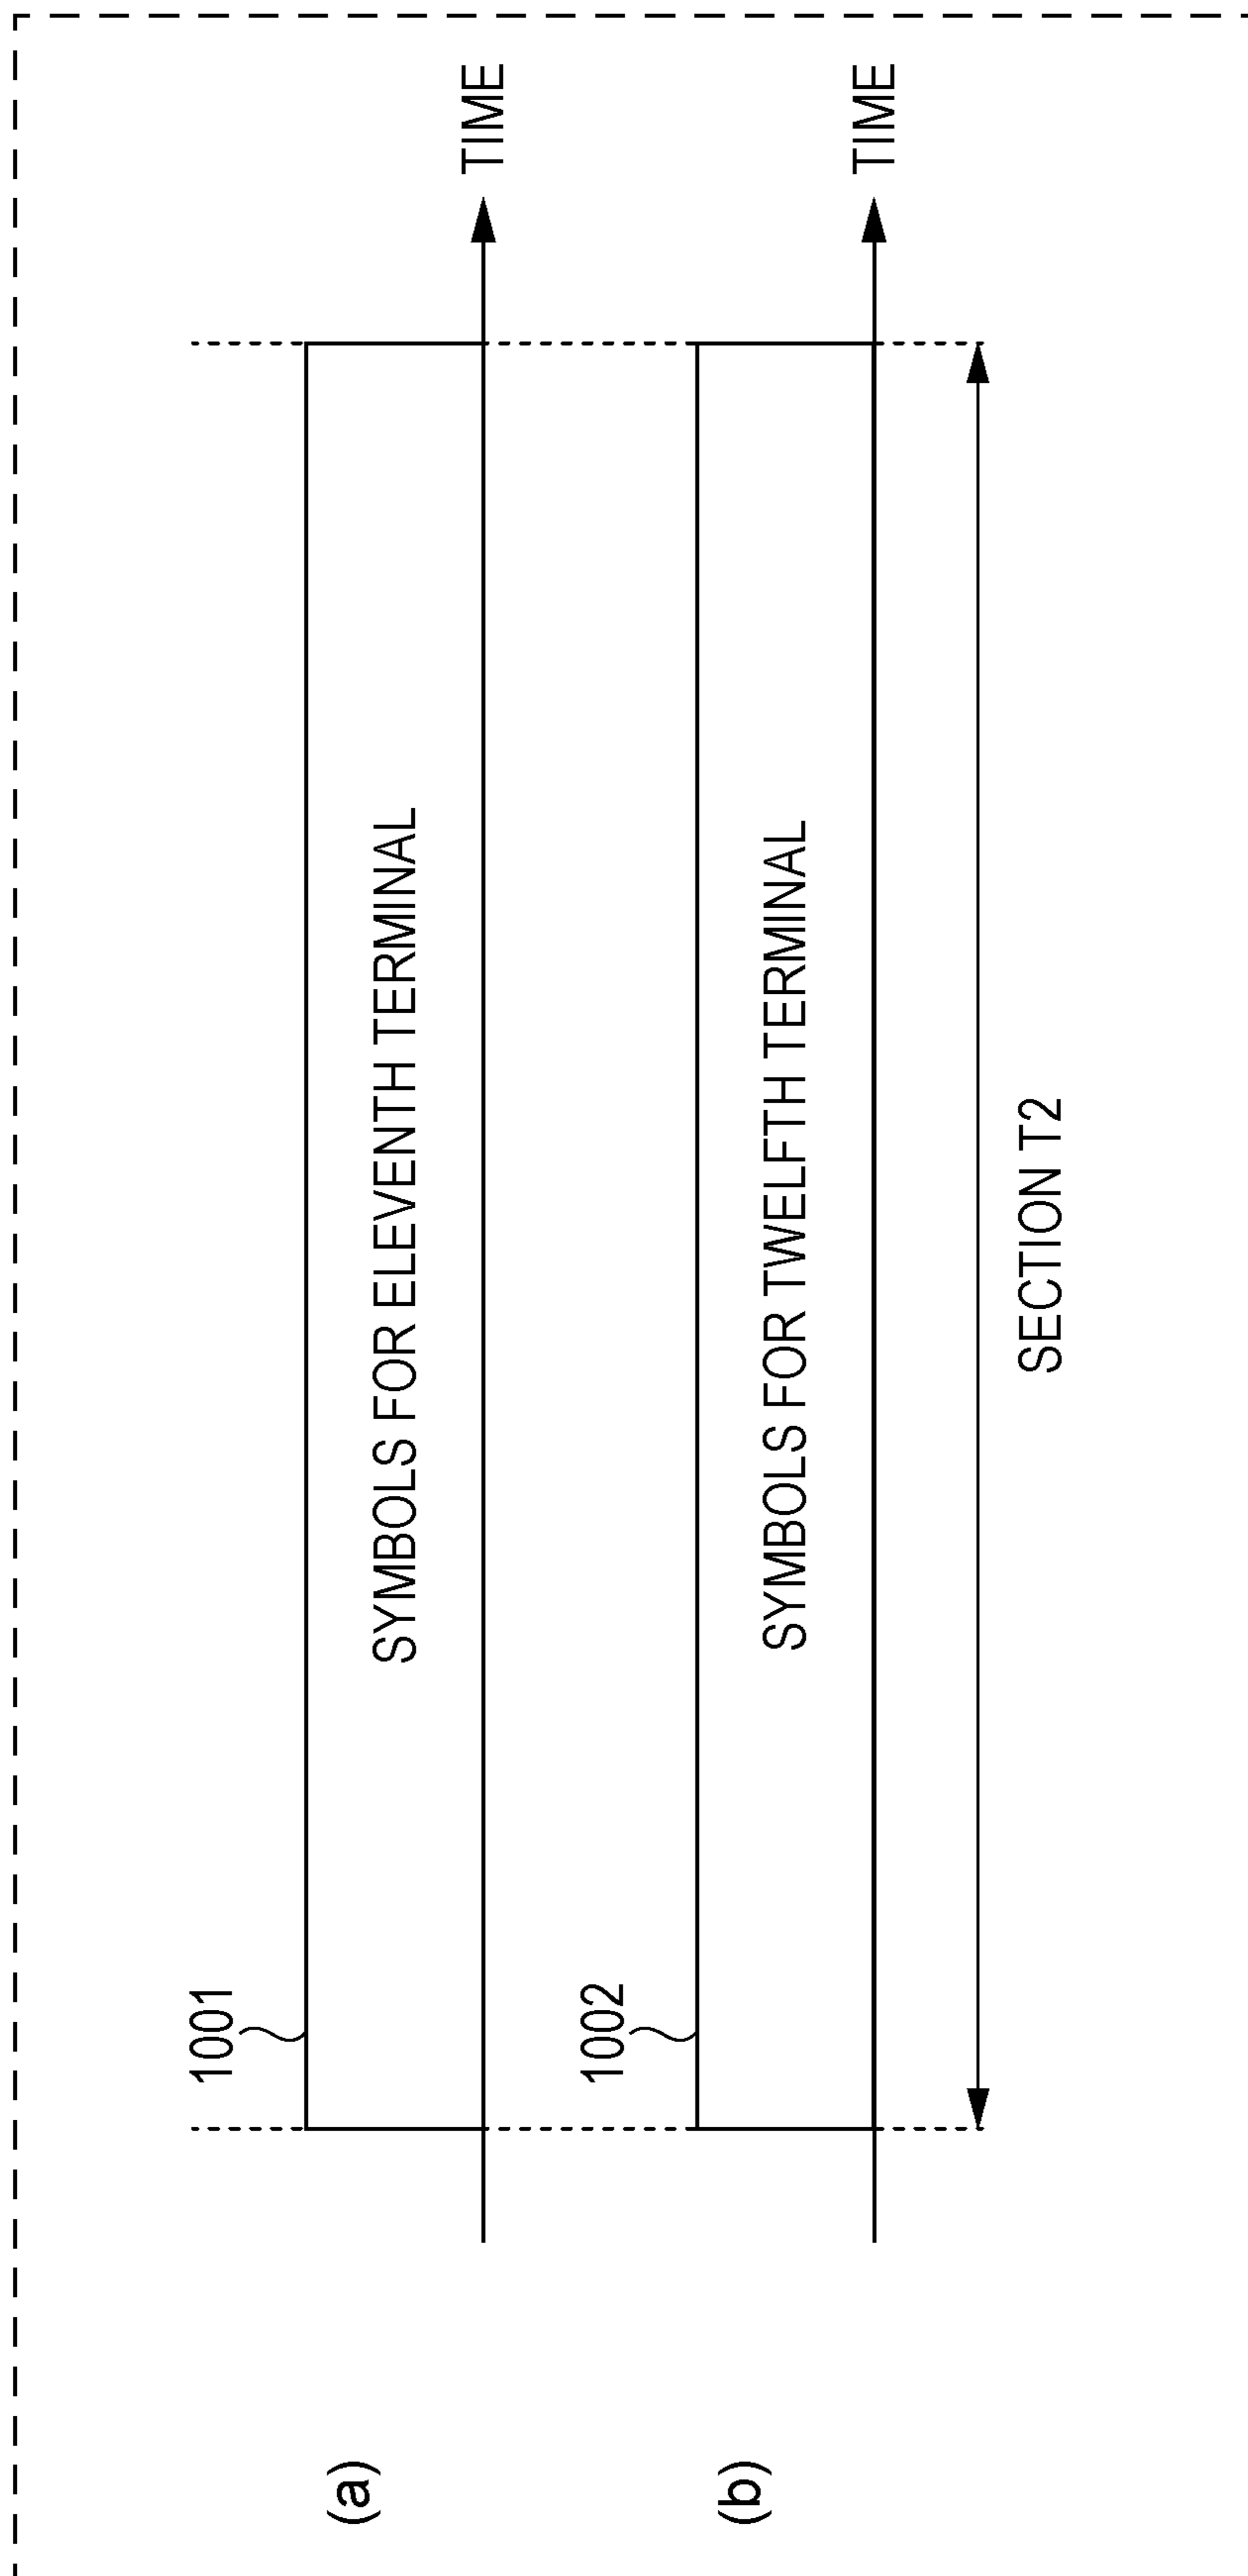 1001
(a)
SYMBOLS FOR ELEVENTH TERMINAL
TIME
1002
(b)
SYMBOLS FOR TWELFTH TERMINAL
TIME
SECTION T2